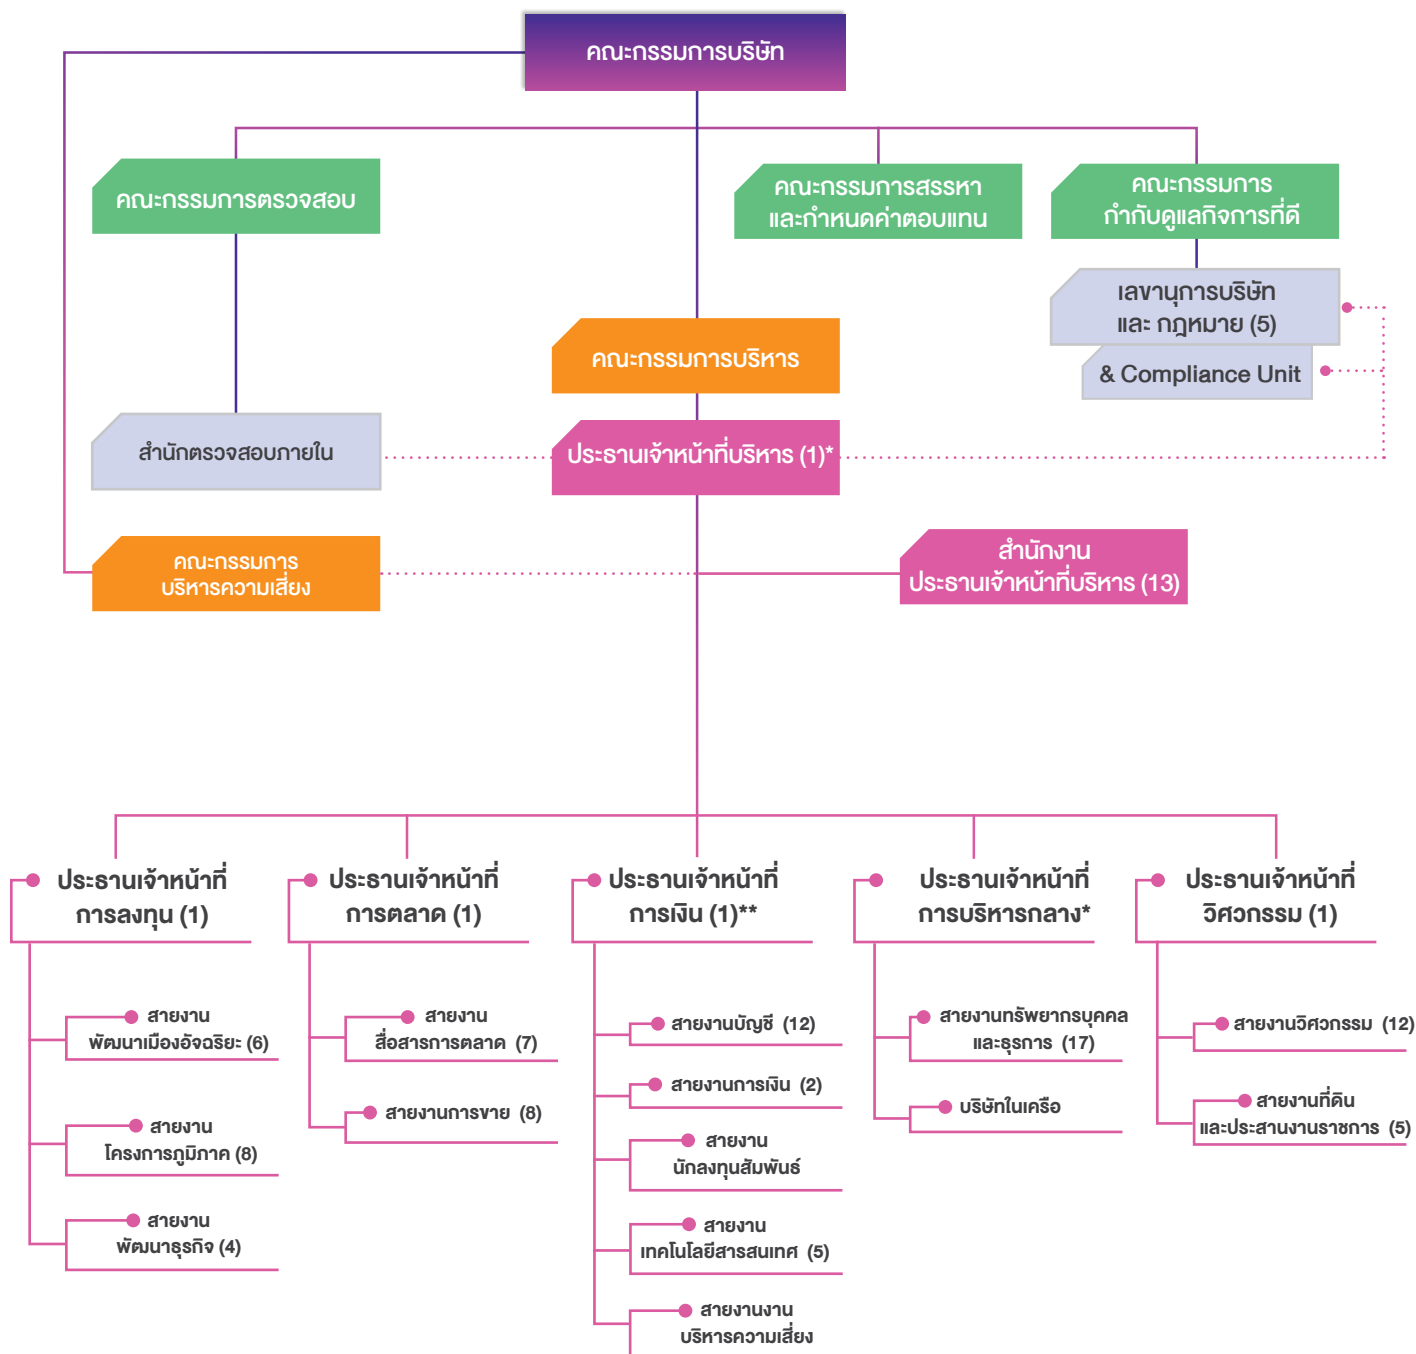 คณะกรรมการบริษัท
คณะกรรมการตรวจสอบ
คณะกรรมการสรรหา
และกำหนดค่าตอบแทน
คณะกรรมการ
กำกับดูแลกิจการที่ดี
เลขานุการบริษัท
และ กฎหมาย (5)
& Compliance Unit
คณะกรรมการบริหาร
สำนักตรวจสอบภายใน
ประธานเจ้าหน้าที่บริหาร (1)*
คณะกรรมการ
บริหารความเสี่ยง
สำนักงาน
ประธานเจ้าหน้าที่บริหาร (13)
ประธานเจ้าหน้าที่
การลงทุน (1)
สายงาน
พัฒนาเมืองอัจฉริยะ (6)
สายงาน
โครงการภูมิภาค (8)
สายงาน
พัฒนาธุรกิจ (4)
ประธานเจ้าหน้าที่
การตลาด (1)
สายงาน
สื่อสารการตลาด (7)
สายงานการขาย (8)
ประธานเจ้าหน้าที่
การเงิน (1)**
สายงานบัญชี (12)
สายงานการเงิน (2)
สายงาน
นักลงทุนสัมพันธ์
สายงาน
เทคโนโลยีสารสนเทศ (5)
สายงานงาน
บริหารความเสี่ยง
ประธานเจ้าหน้าที่
การบริหารกลาง*
สายงานทรัพยากรบุคคล
และธุรการ (17)
บริษัทในเครือ
ประธานเจ้าหน้าที่
วิศวกรรม (1)
สายงานวิศวกรรม (12)
สายงานที่ดิน
และประสานงานราชการ (5)